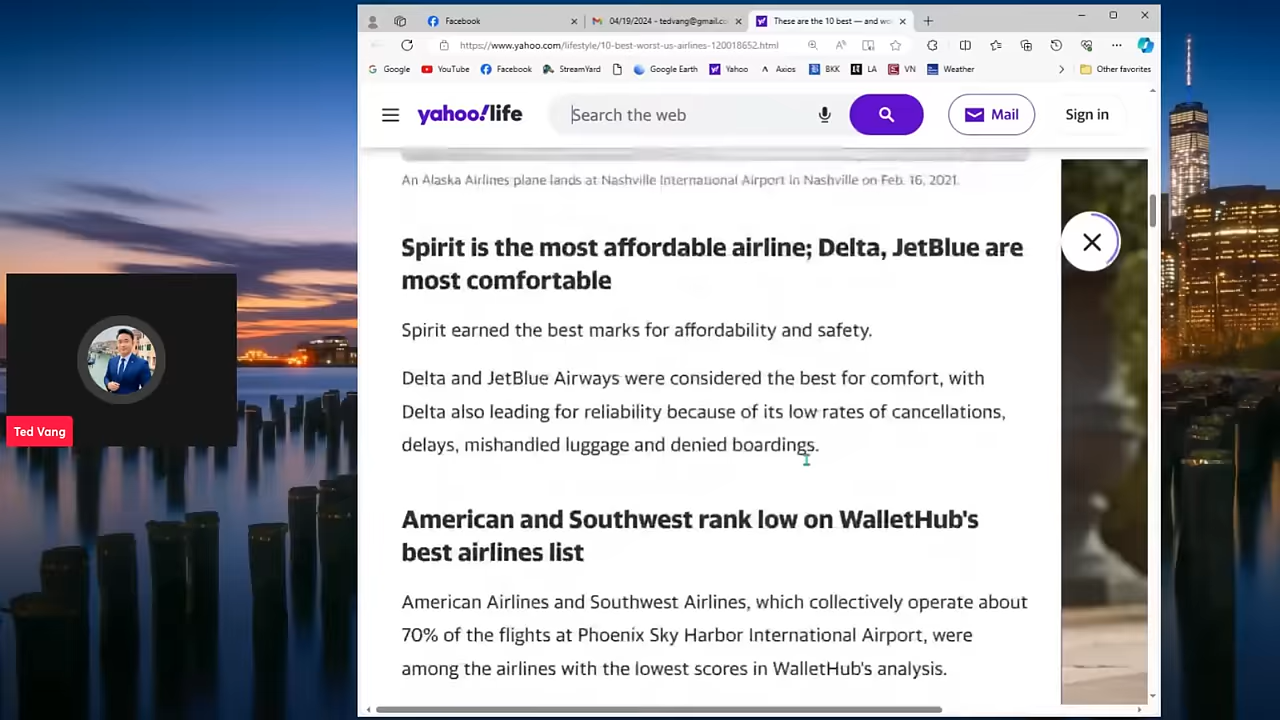 Facebook
04/19/2024 - tedvang@gmail.co
These are the 10 best — and wo
https://www.yahoo.com/lifestyle/10-best-worst-us-airlines-120018652.html
Google
YouTube
Facebook
StreamYard
Google Earth
Yahoo
Axios
BKK
LA
VN
Weather
Other favorites
yahoo!life
Search the web
Mail
Sign in
An Alaska Airlines plane lands at Nashville International Airport in Nashville on Feb. 16, 2021.
Spirit is the most affordable airline; Delta, JetBlue are
most comfortable
Spirit earned the best marks for affordability and safety.
Delta and JetBlue Airways were considered the best for comfort, with
Delta also leading for reliability because of its low rates of cancellations,
delays, mishandled luggage and denied boardings.
Ted Vang
American and Southwest rank low on WalletHub's
best airlines list
American Airlines and Southwest Airlines, which collectively operate about
70% of the flights at Phoenix Sky Harbor International Airport, were
among the airlines with the lowest scores in WalletHub's analysis.